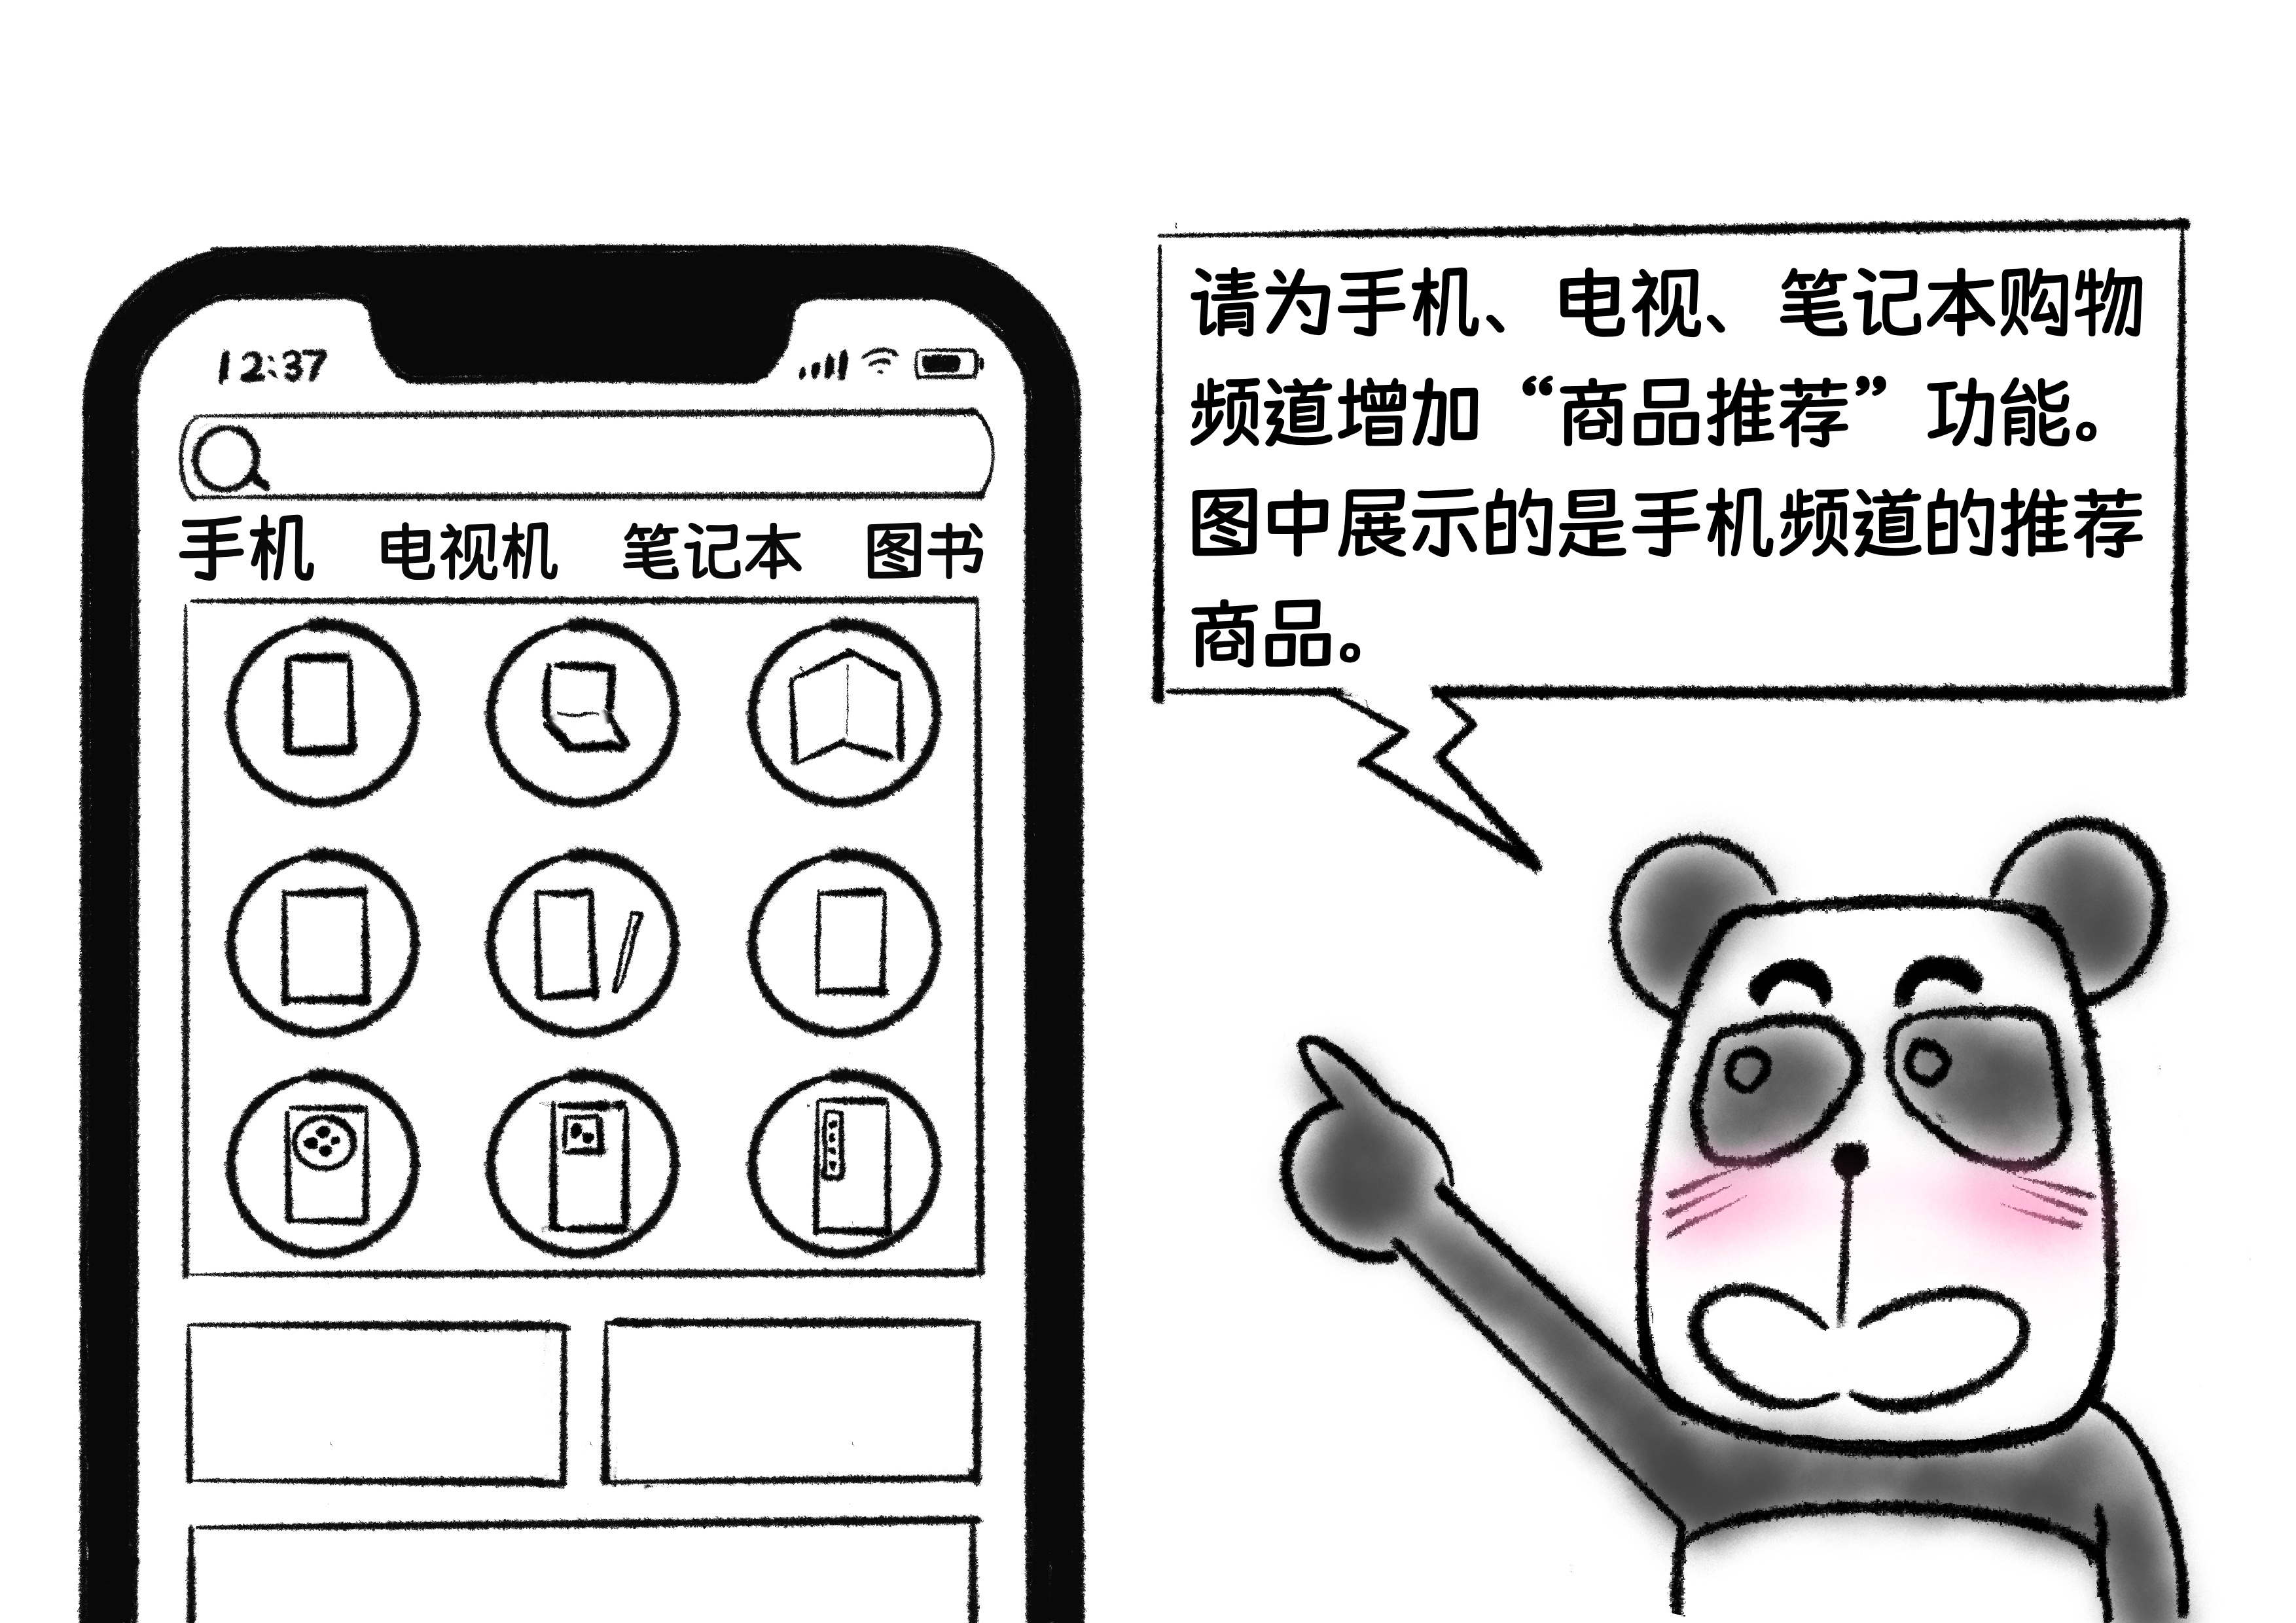 12:37
手机 电视机 笔记本 图书
请为手机、电视、笔记本购物
频道增加“商品推荐”功能。
图中展示的是手机频道的推荐
商品。